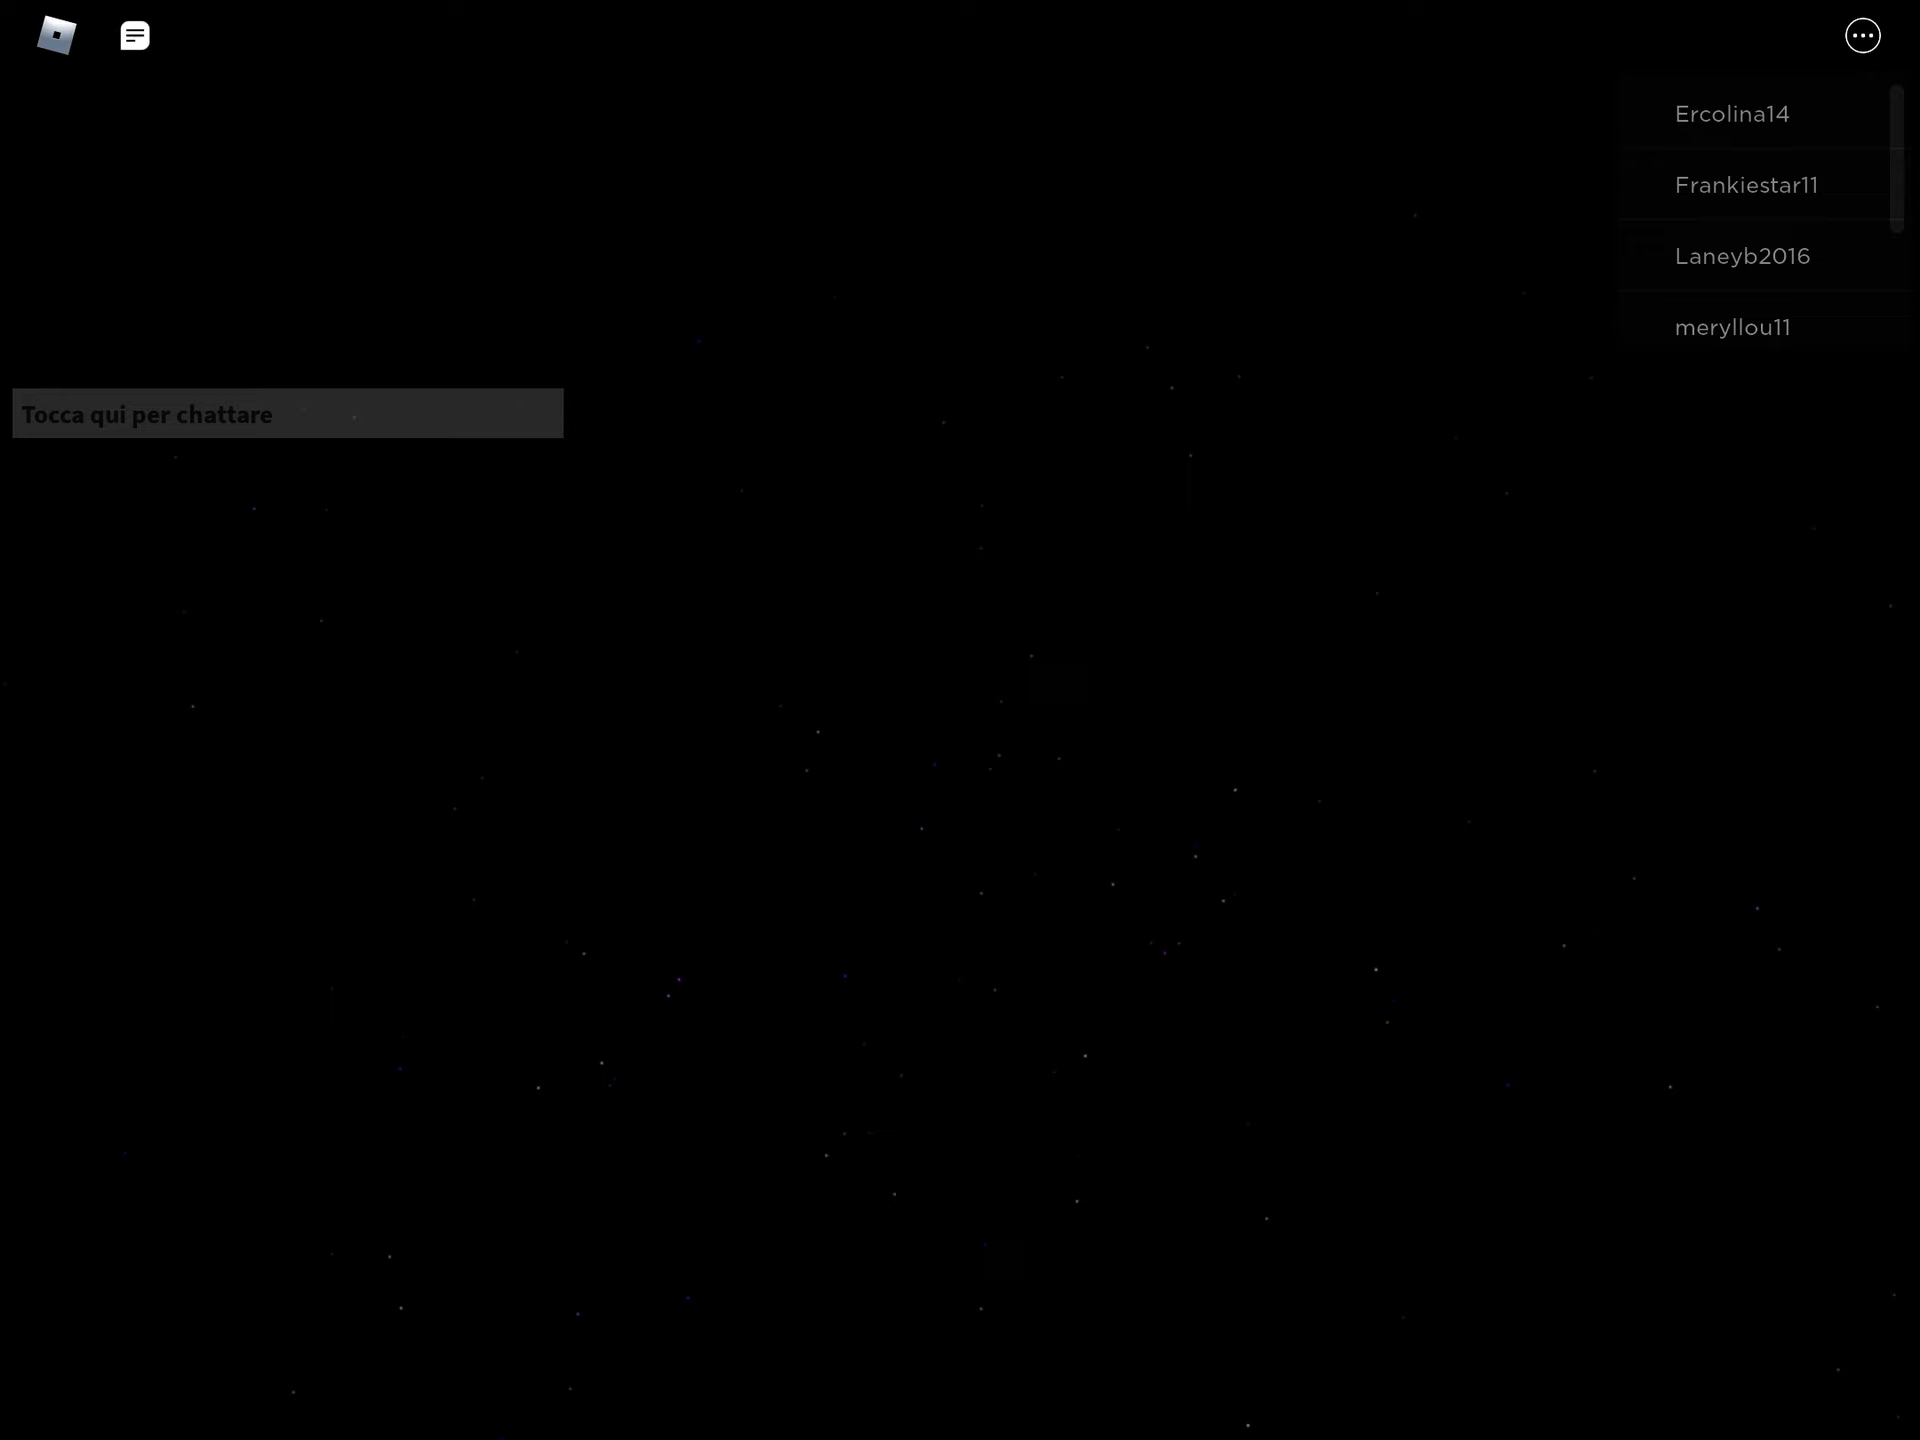 Ercolina14
Frankiestar11
Laneyb2016
meryllou11
Tocca qui per chattare